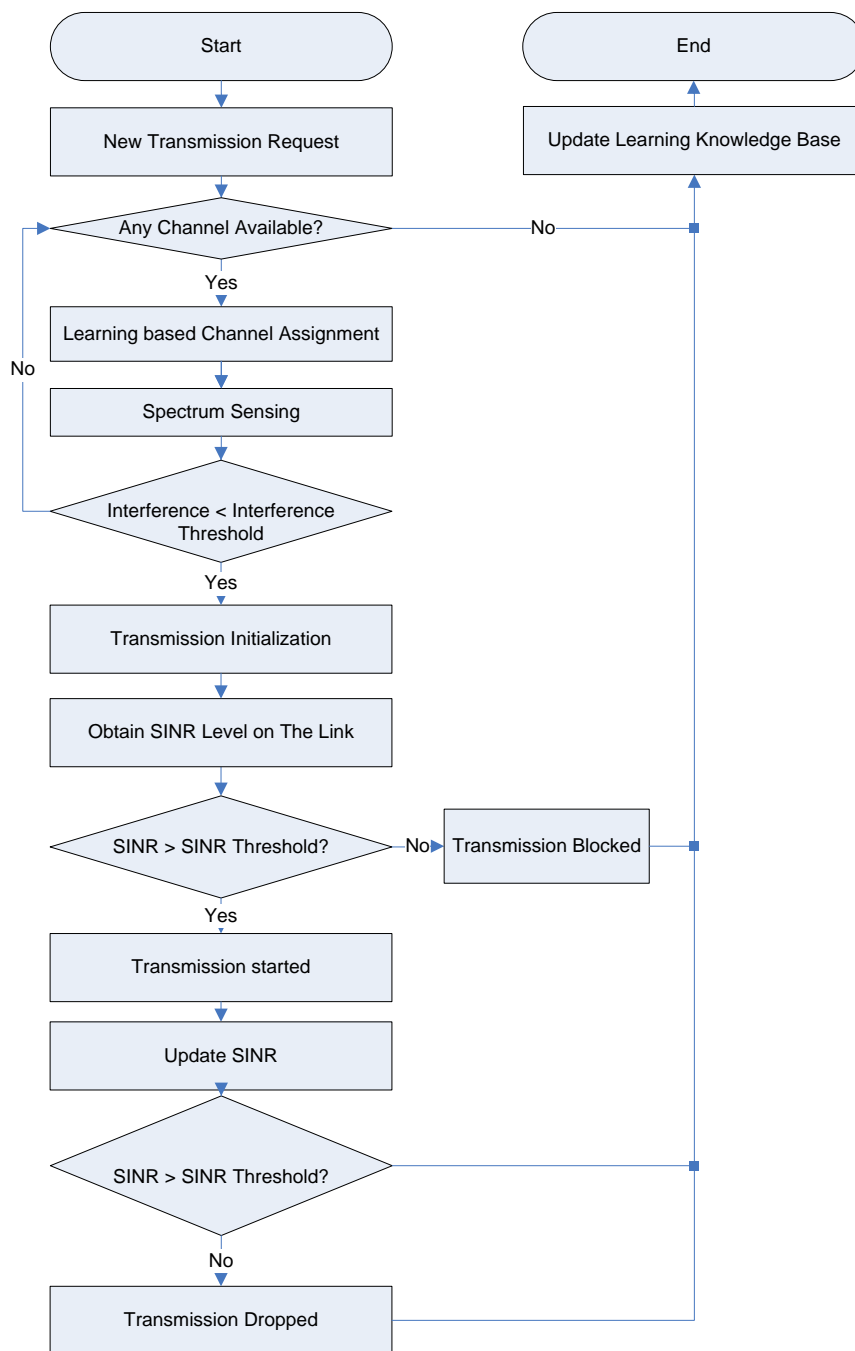 Start
End
New Transmission Request
Update Learning Knowledge Base
Any Channel Available?
No
Yes
Learning based Channel Assignment
No
Spectrum Sensing
Interference < Interference
Threshold
Yes
Transmission Initialization
Obtain SINR Level on The Link
SINR > SINR Threshold?
No
Transmission Blocked
Yes
Transmission started
Update SINR
SINR > SINR Threshold?
No
Transmission Dropped